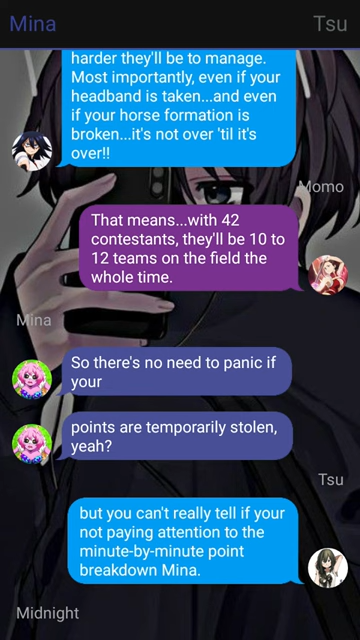 Mina
Tsu
harder they'll be to manage.
Most importantly, even if your
headband is taken...and even
if your horse formation is
broken...it's not over 'til it's
over!!
Momo
That means...with 42
contestants, they'll be 10 to
12 teams on the field the
whole time.
Mina
So there's no need to panic if
your
points are temporarily stolen,
yeah?
Tsu
but you can't really tell if your
not paying attention to the
minute-by-minute point
breakdown Mina.
Midnight